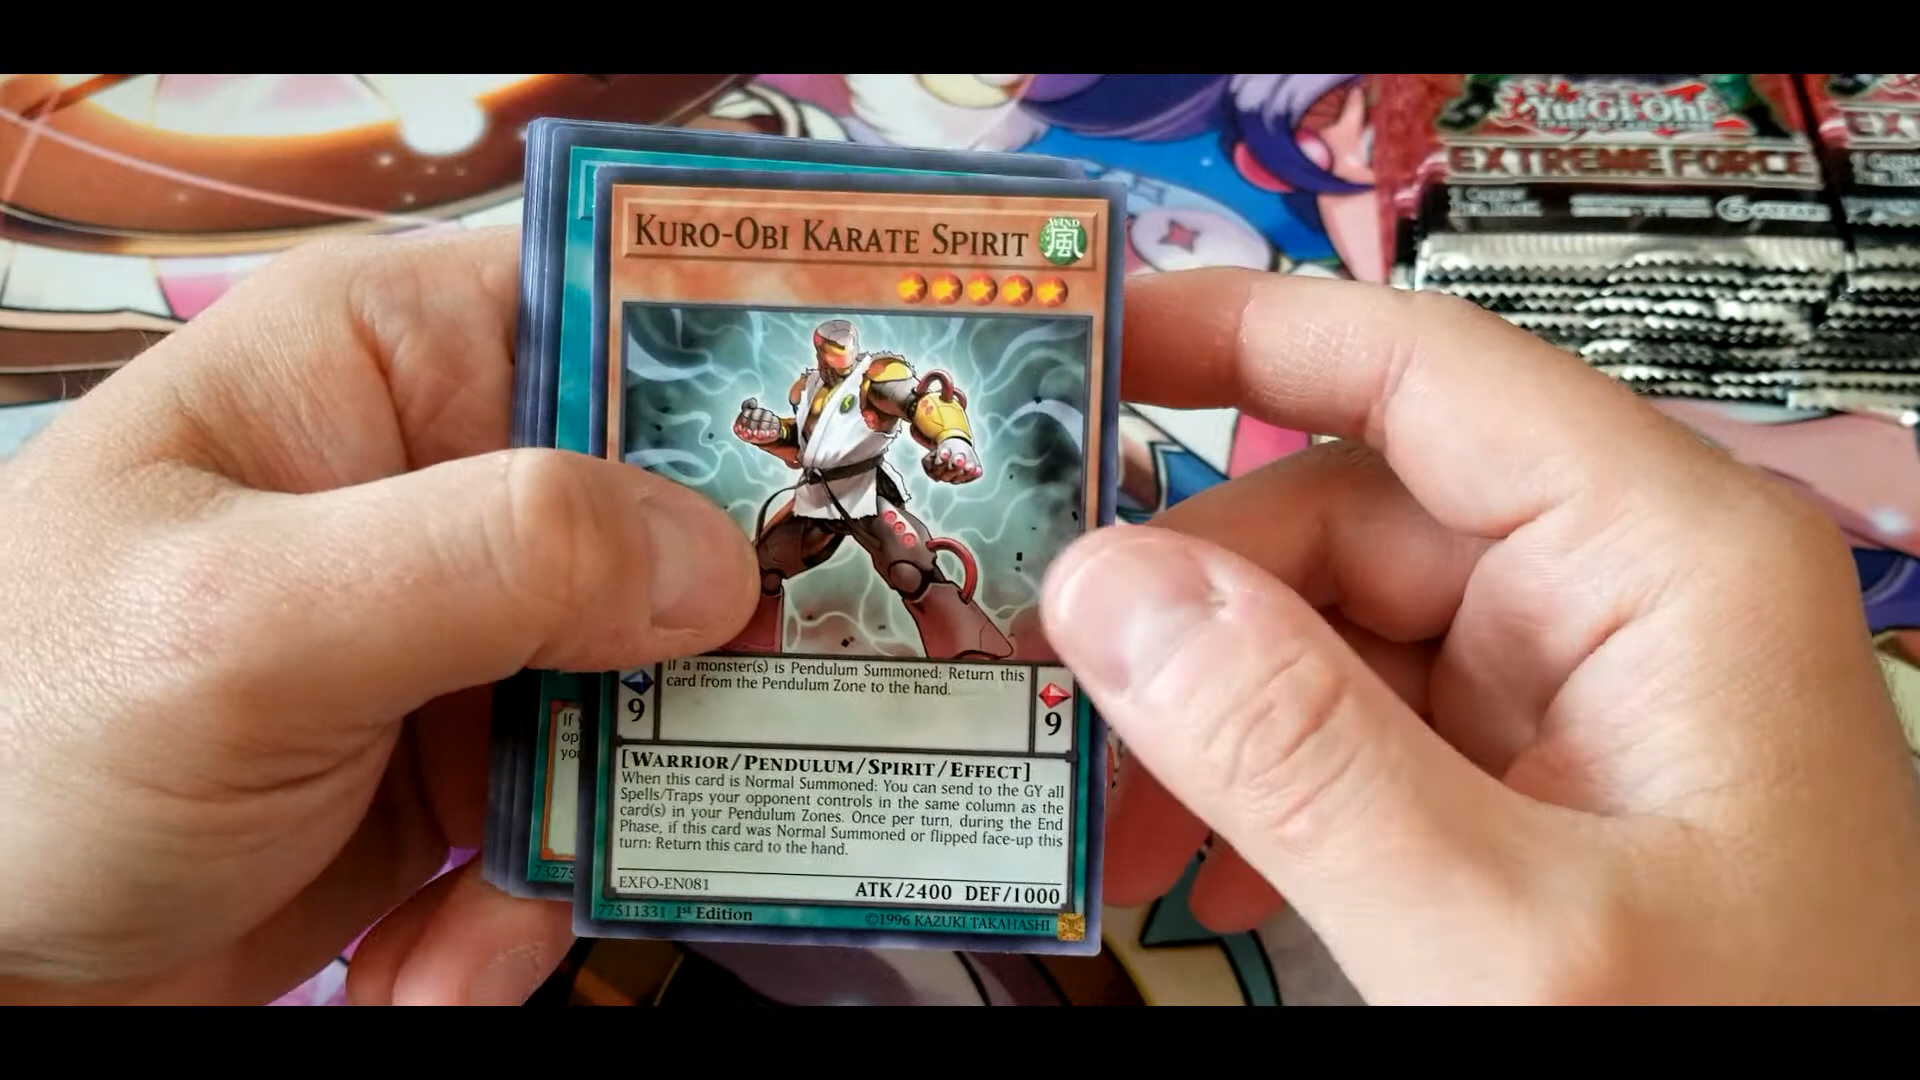 Yu-Gi-Oh!
EXTREME FORCE
KURO-OBI KARATE SPIRIT
WIND
風
If a monster(s) is Pendulum Summoned: Return this
card from the Pendulum Zone to the hand.
9
9
[WARRIOR/PENDULUM/SPIRIT/EFFECT]
When this card is Normal Summoned: You can send to the GY all
Spells/Traps your opponent controls in the same column as the
card(s) in your Pendulum Zones. Once per turn, during the End
Phase, if this card was Normal Summoned or flipped face-up this
turn: Return this card to the hand.
EXFO-EN081
ATK/2400 DEF/1000
77511331 1st Edition
©1996 KAZUKI TAKAHASHI
If
op
yo
7327